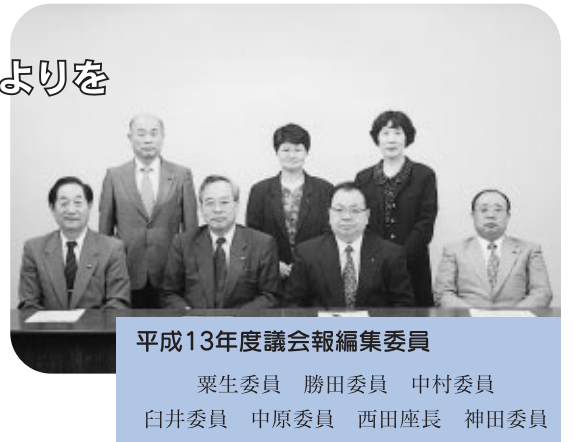 よりを
平成13年度議会報編集委員
粟生委員 勝田委員 中村委員
臼井委員 中原委員 西田座長 神田委員